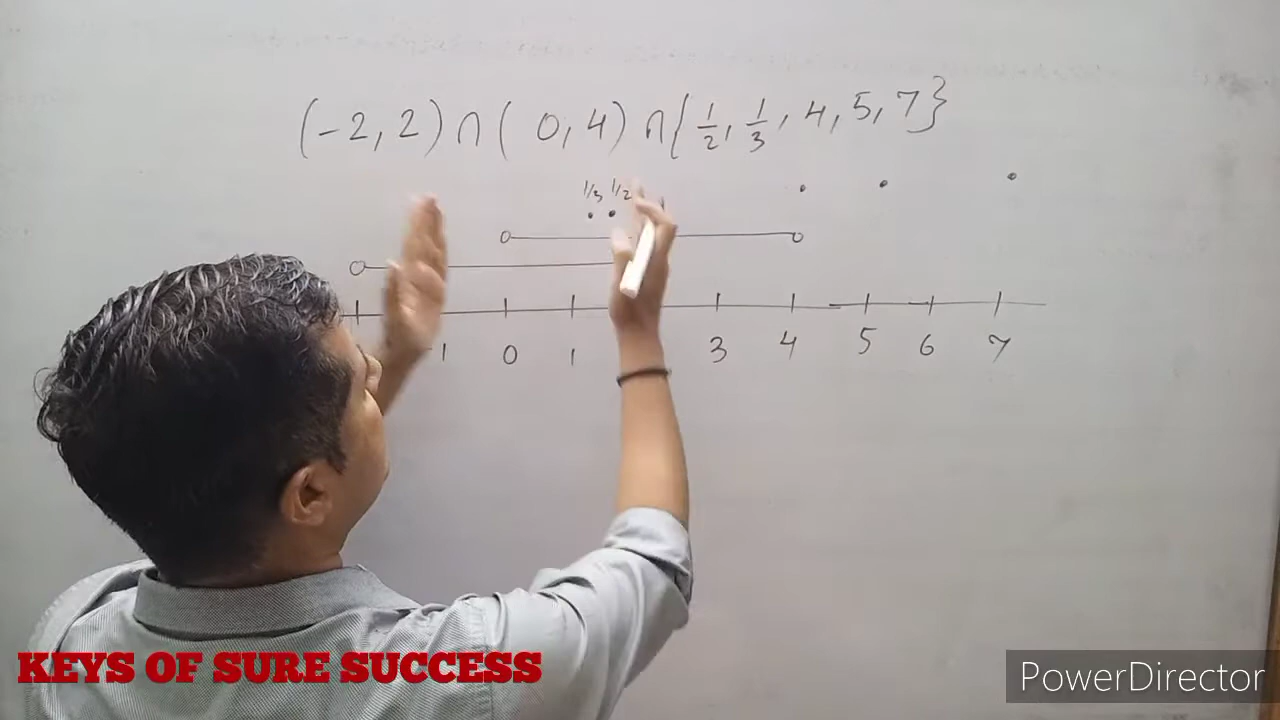 (-2, 2) ∩ ( 0, 4) ∩ { 1/2, 1/3, 4, 5, 7}
1/3 1/2
-1 0 1 3 4 5 6 7
KEYS OF SURE SUCCESS
PowerDirector